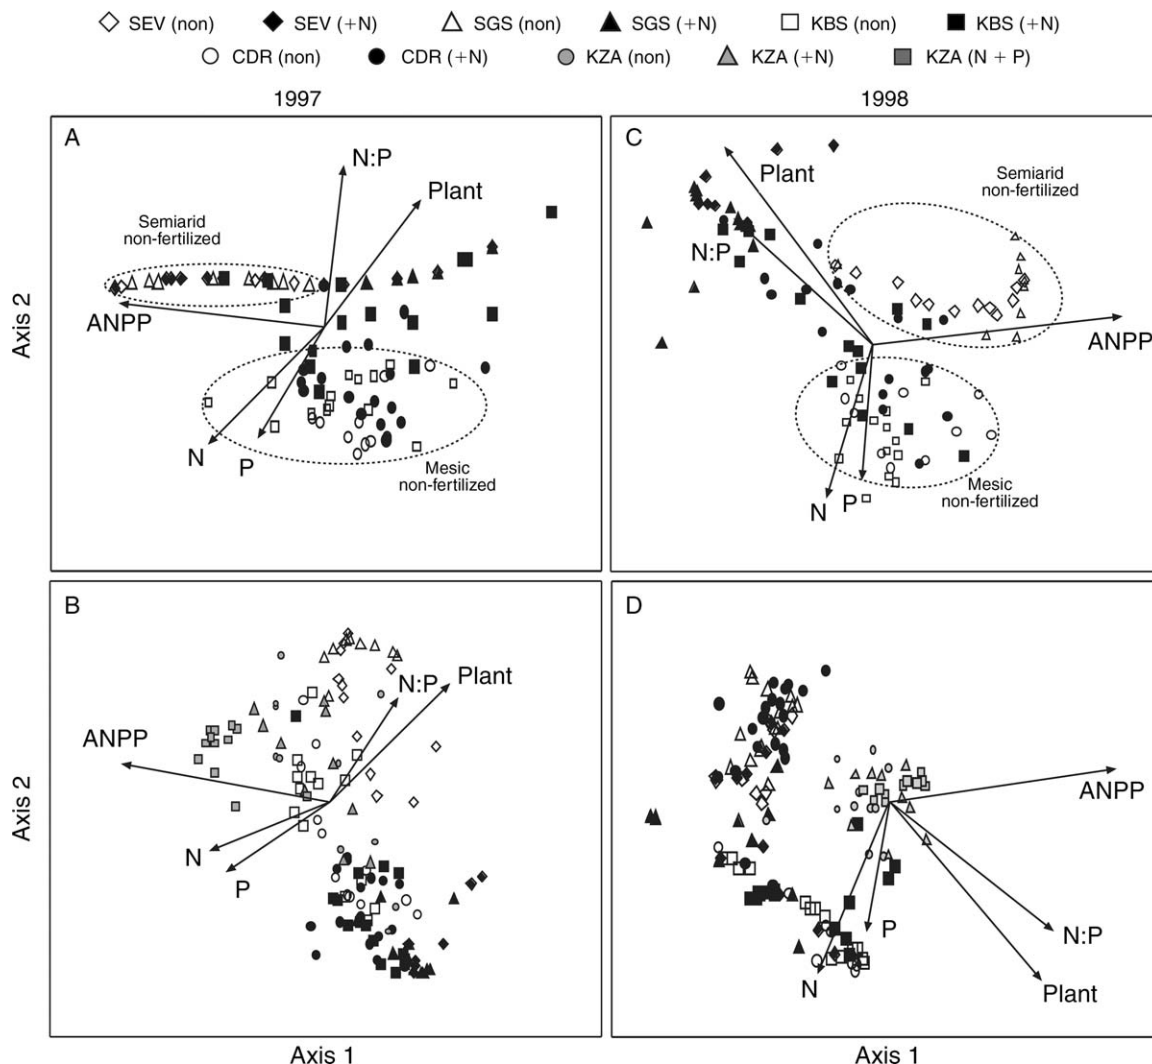 SEV (non) SEV (+N) SGS (non) SGS (+N) KBS (non) KBS (+N)
CDR (non) CDR (+N) KZA (non) KZA (+N) KZA (N + P)
1997
1998
A
N:P
Plant
Semiarid
non-fertilized
ANPP
N
P
Mesic
non-fertilized
Axis 2
C
Plant
N:P
Semiarid
non-fertilized
ANPP
N
P
Mesic
non-fertilized
B
N:P
Plant
ANPP
N
P
Axis 2
Axis 1
D
ANPP
P
N
N:P
Plant
Axis 1